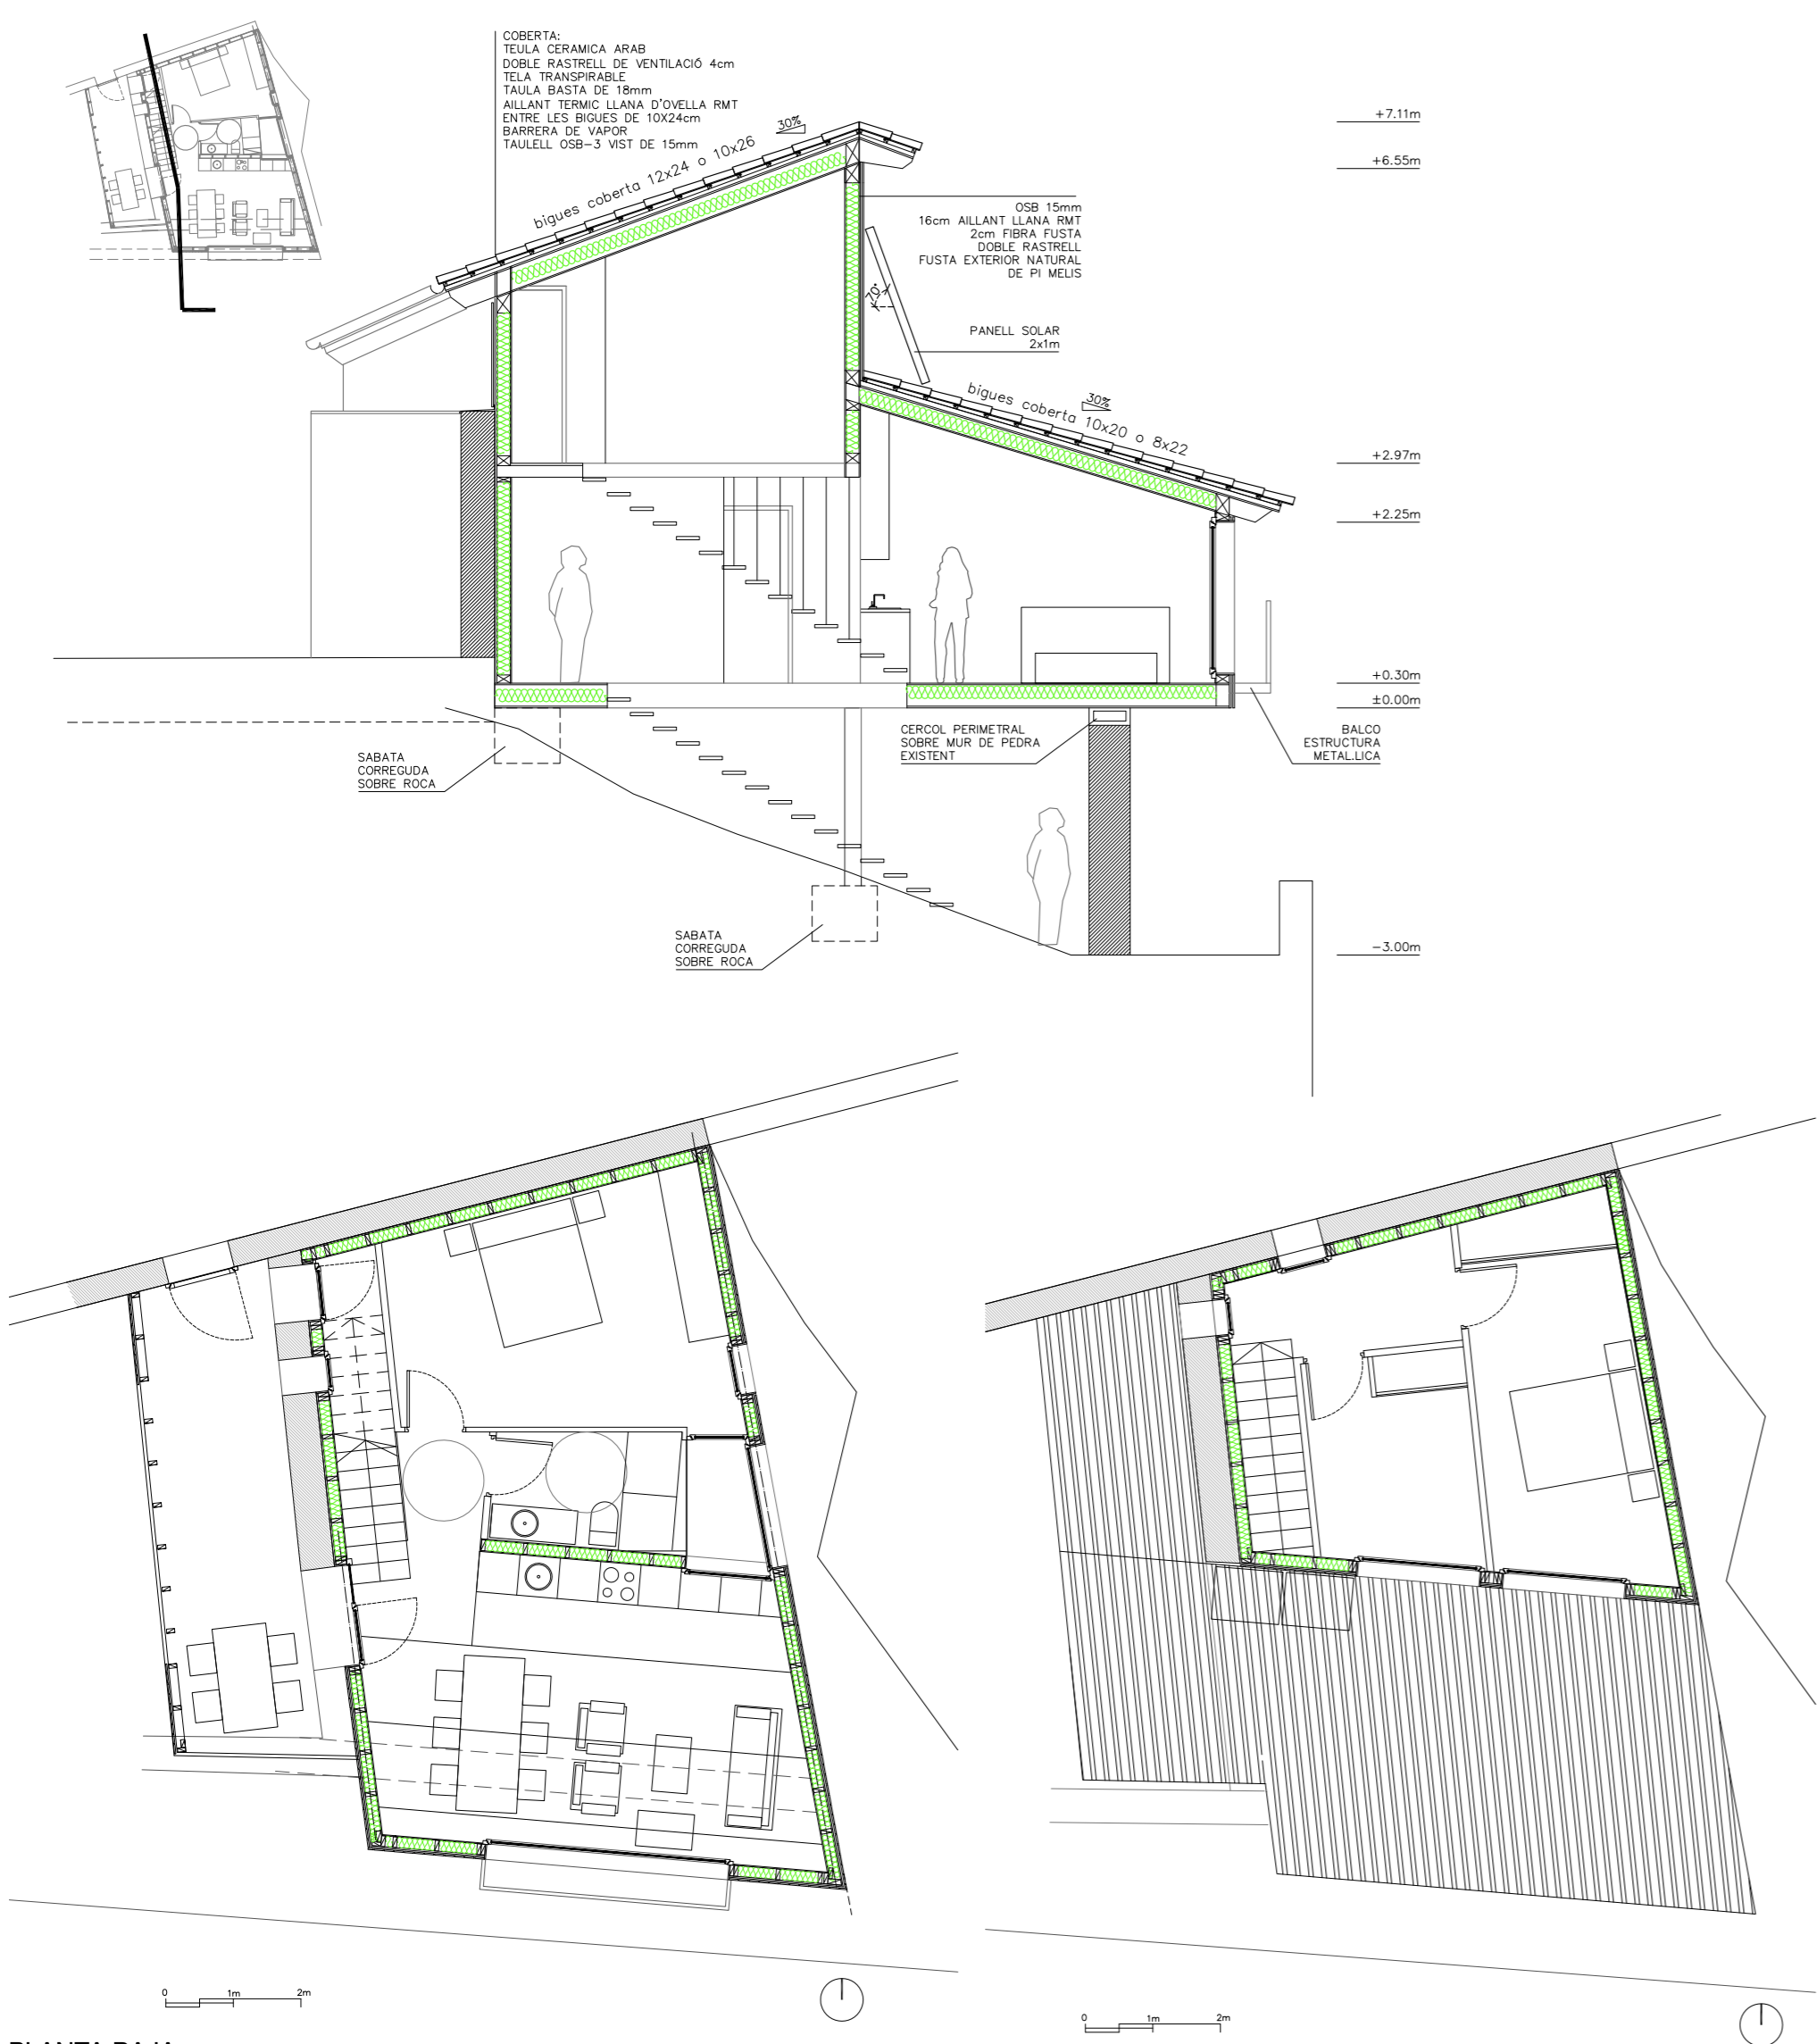 COBERTA:
TEULA CERAMICA ARAB
DOBLE RASTRELL DE VENTILACIÓ 4cm
TELA TRANSPIRABLE
TAULA BASTA DE 18mm
AILLANT TERMIC LLANA D'OVELLA RMT
ENTRE LES BIGUES DE 10X24cm
BARRERA DE VAPOR
TAULELL OSB-3 VIST DE 15mm
30%
bigues coberta 12x24 o 10x26
+7.11m
+6.55m
OSB 15mm
16cm AILLANT LLANA RMT
2cm FIBRA FUSTA
DOBLE RASTRELL
FUSTA EXTERIOR NATURAL
DE PI MELIS
70°
PANELL SOLAR
2x1m
30%
bigues coberta 10x20 o 8x22
+2.97m
+2.25m
+0.30m
±0.00m
CERCOL PERIMETRAL
SOBRE MUR DE PEDRA
EXISTENT
BALCO
ESTRUCTURA
METAL.LICA
SABATA
CORREGUDA
SOBRE ROCA
SABATA
CORREGUDA
SOBRE ROCA
-3.00m
0 1m 2m
0 1m 2m